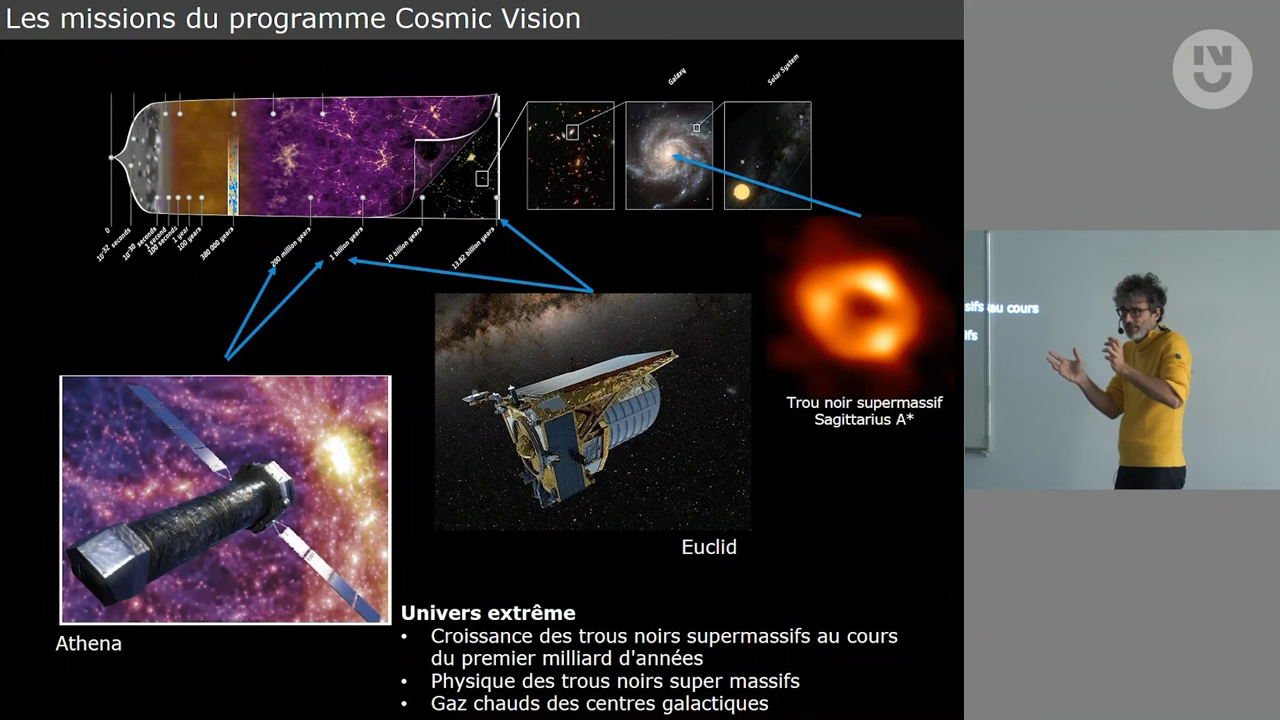 Les missions du programme Cosmic Vision
Galaxy
Solar System
0
10⁻³² seconds
10⁻³⁰ seconds
1 second
100 seconds
1 year
100 years
380 000 years
200 million years
1 billion years
10 billion years
13.82 billion years
Trou noir supermassif
Sagittarius A*
sifs au cours
ifs
Euclid
Athena
Univers extrême
• Croissance des trous noirs supermassifs au cours
du premier milliard d'années
• Physique des trous noirs super massifs
• Gaz chauds des centres galactiques